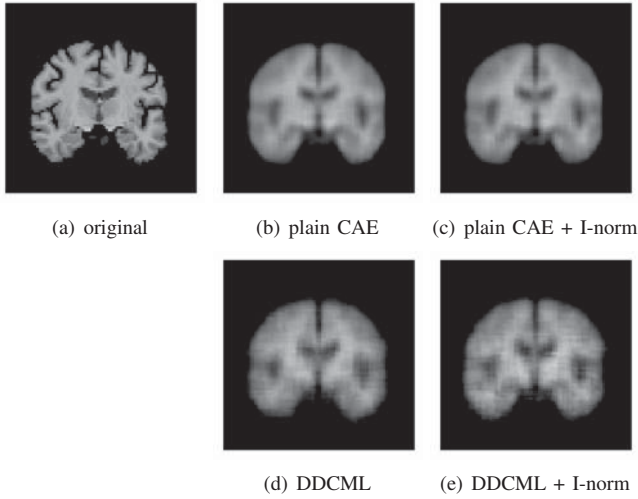 (a) original
(b) plain CAE
(c) plain CAE + I-norm
(d) DDCML
(e) DDCML + I-norm